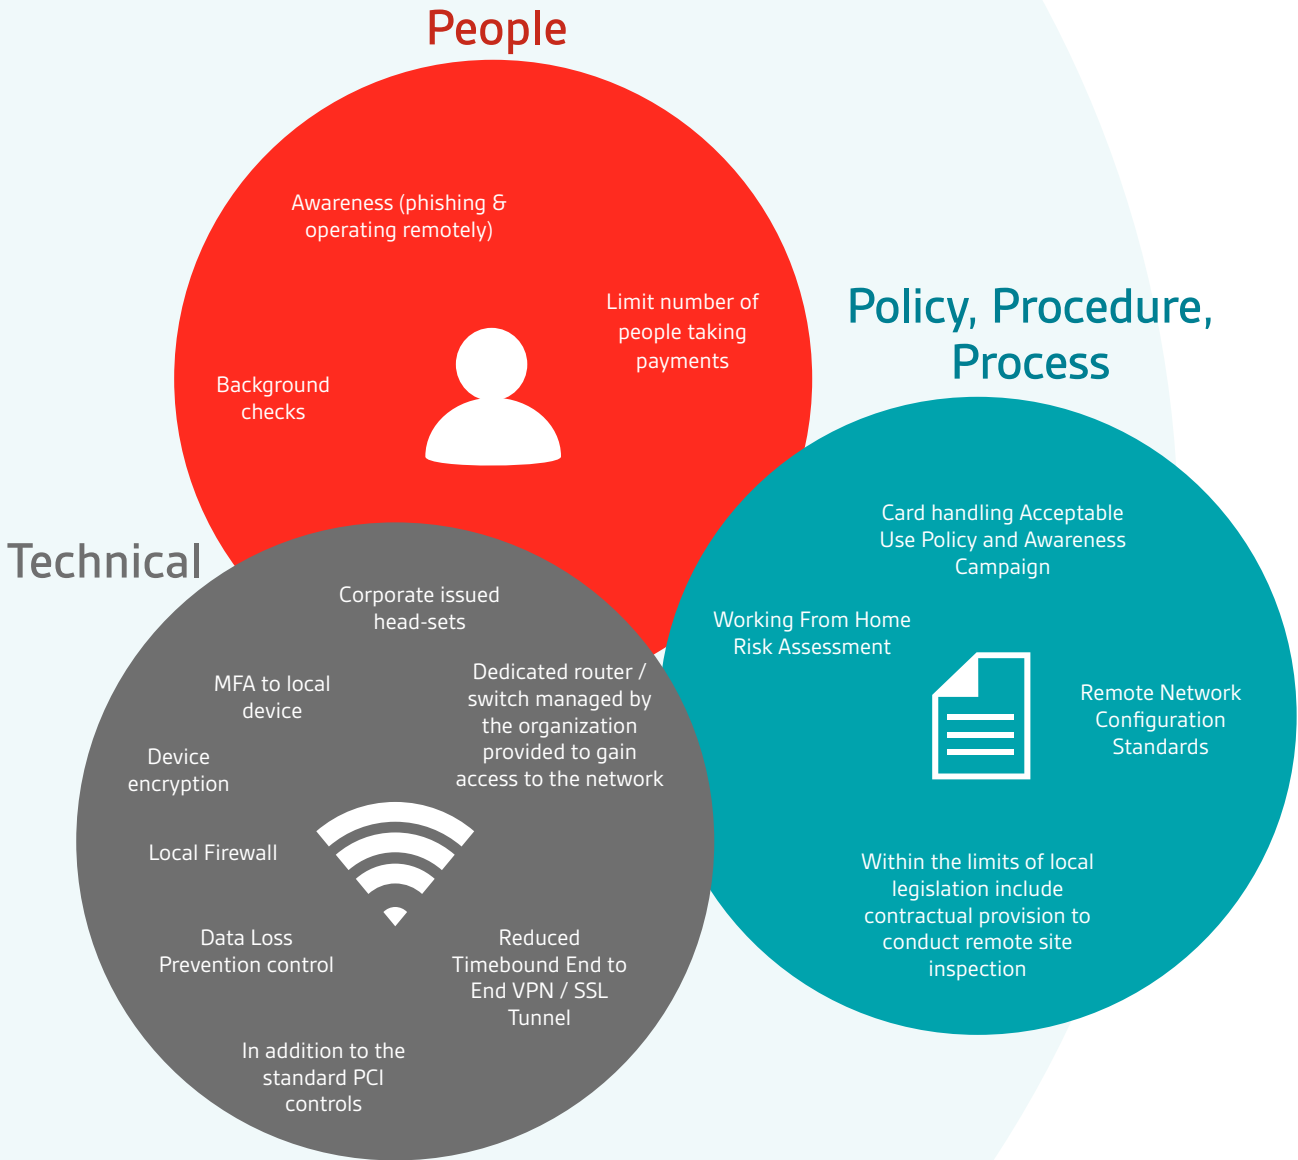 People
Awareness (phishing &
operating remotely)
Limit number of
people taking
payments
Background
checks
Policy, Procedure,
Process
Card handling Acceptable
Use Policy and Awareness
Campaign
Working From Home
Risk Assessment
Remote Network
Configuration
Standards
Within the limits of local
legislation include
contractual provision to
conduct remote site
inspection
Technical
Corporate issued
head-sets
MFA to local
device
Dedicated router /
switch managed by
the organization
provided to gain
access to the network
Device
encryption
Local Firewall
Data Loss
Prevention control
Reduced
Timebound End to
End VPN / SSL
Tunnel
In addition to the
standard PCI
controls